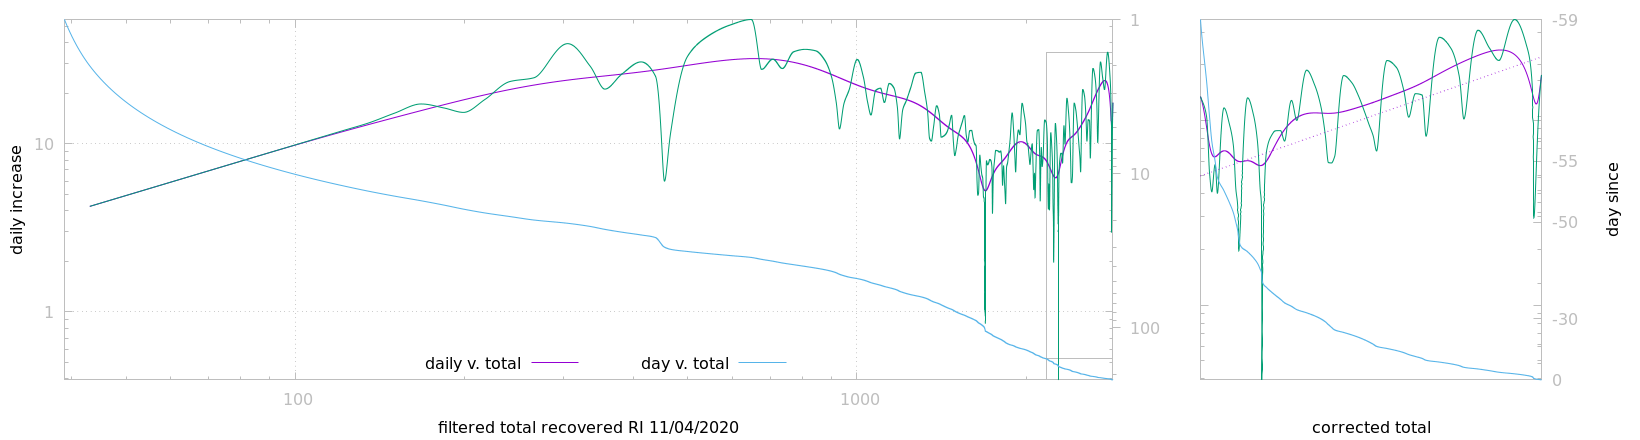 daily increase
10
1
100
1000
1
10
100
daily v. total
day v. total
filtered total recovered RI 11/04/2020
-59
-55
-50
-30
0
day since
corrected total